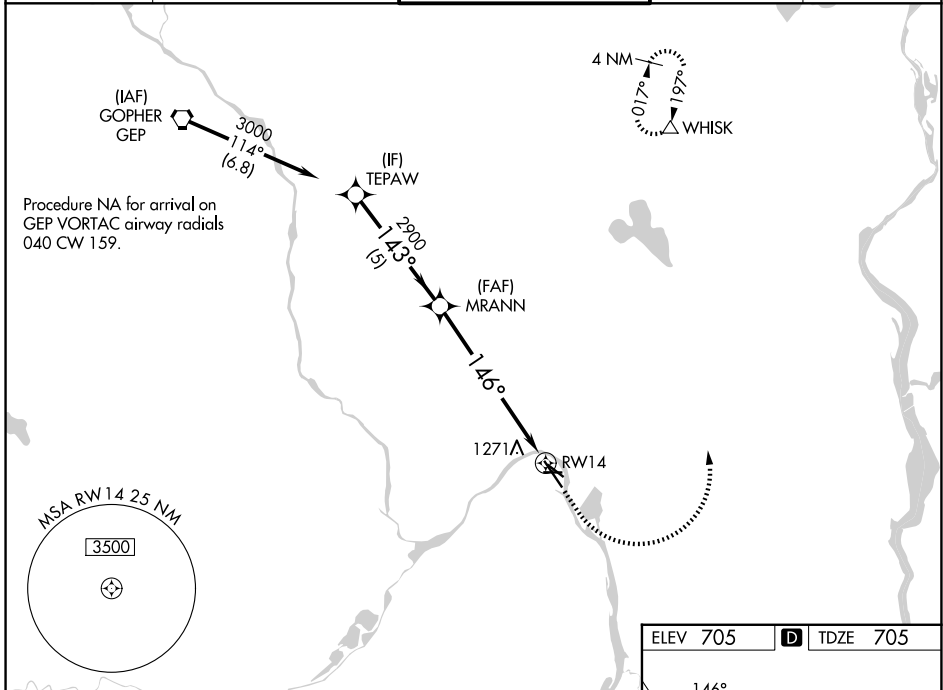 4 NM
017°
197°
WHISK
(IAF)
GOPHER
GEP
3000
114°
(6.8)
(IF)
TEPAW
Procedure NA for arrival on
GEP VORTAC airway radials
040 CW 159.
2900
143°
(5)
(FAF)
MRANN
146°
1271
RW14
MSA RW14 25 NM
3500
ELEV 705 D TDZE 705
146°